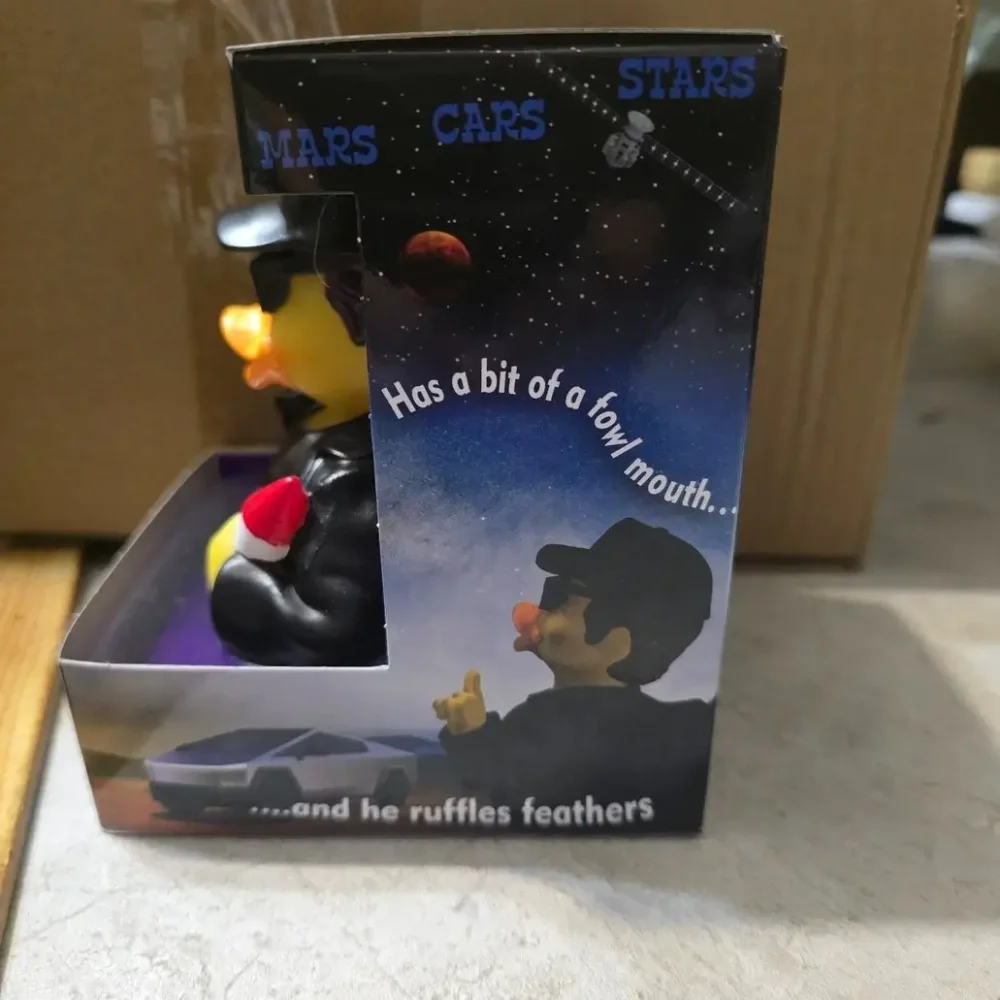 MARS CARS STARS
Has a bit of a fowl mouth...
....and he ruffles feathers